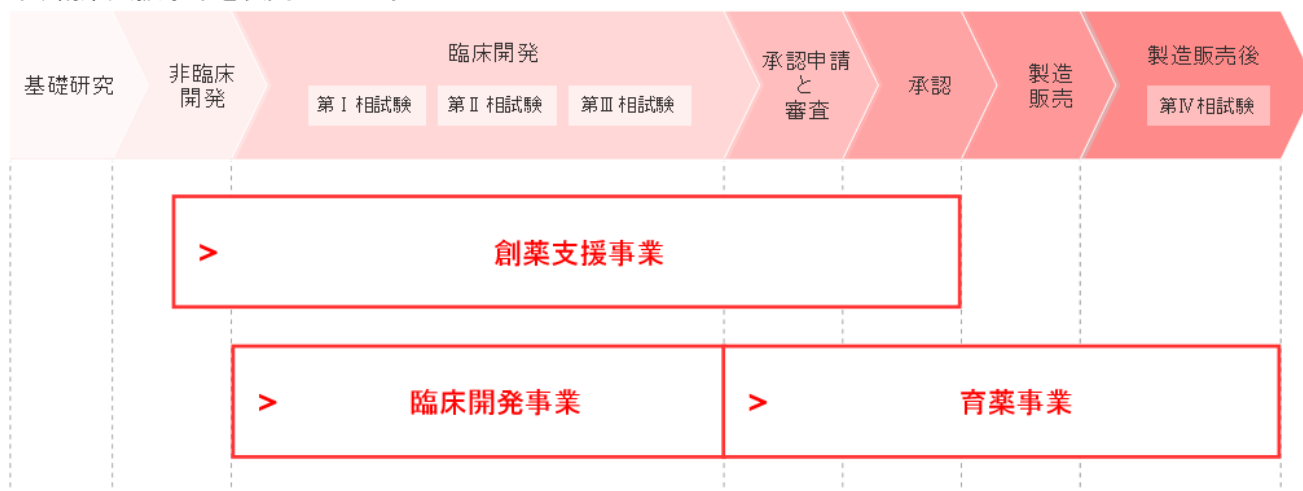 基礎研究
非臨床
開発
臨床開発
第Ⅰ相試験
第Ⅱ相試験
第Ⅲ相試験
承認申請
と
審査
承認
製造
販売
製造販売後
第Ⅳ相試験
> 創薬支援事業
> 臨床開発事業
> 育薬事業